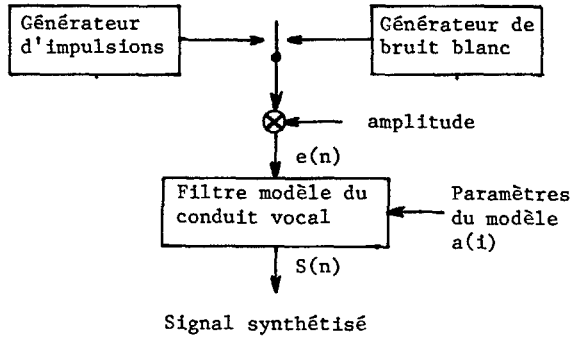 Générateur
d'impulsions
Générateur de
bruit blanc
amplitude
e(n)
Filtre modèle du
conduit vocal
Paramètres
du modèle
a(i)
S(n)
Signal synthétisé